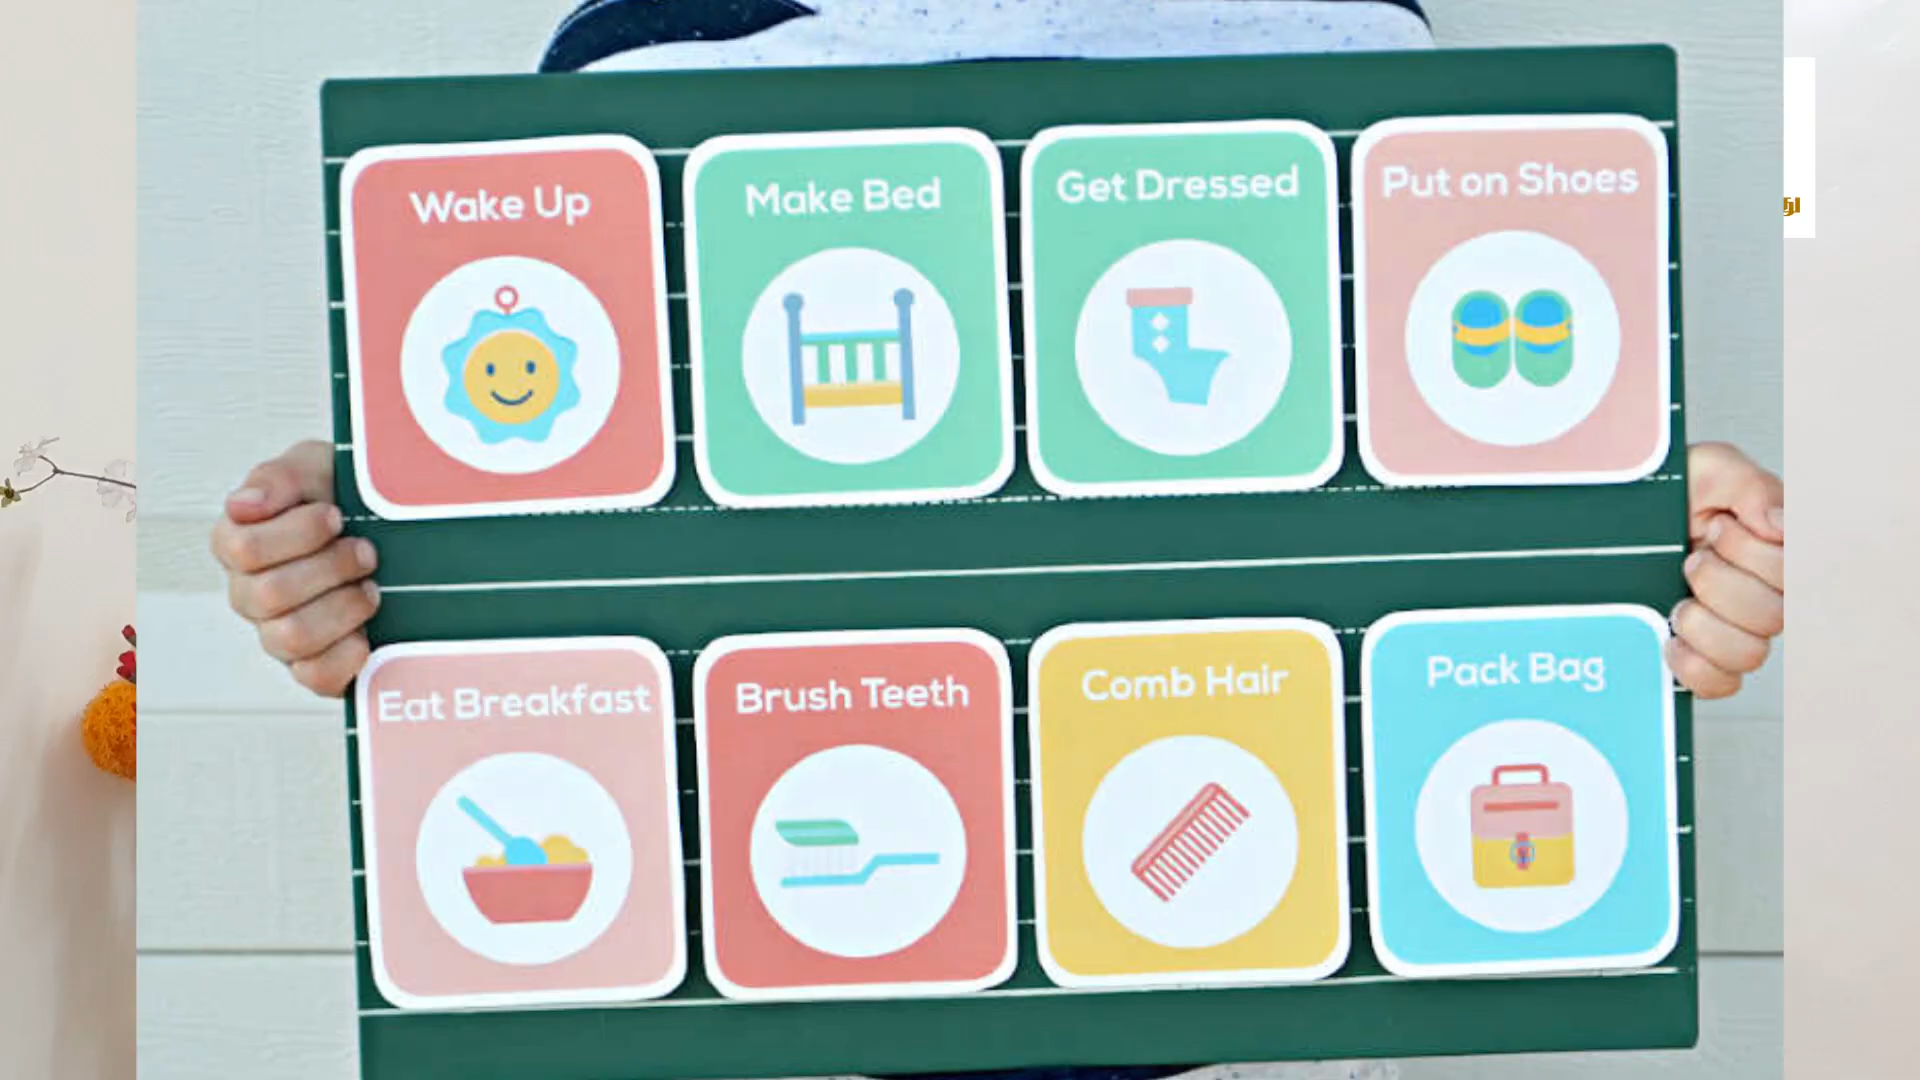 Wake Up
Make Bed
Get Dressed
Put on Shoes
Eat Breakfast
Brush Teeth
Comb Hair
Pack Bag